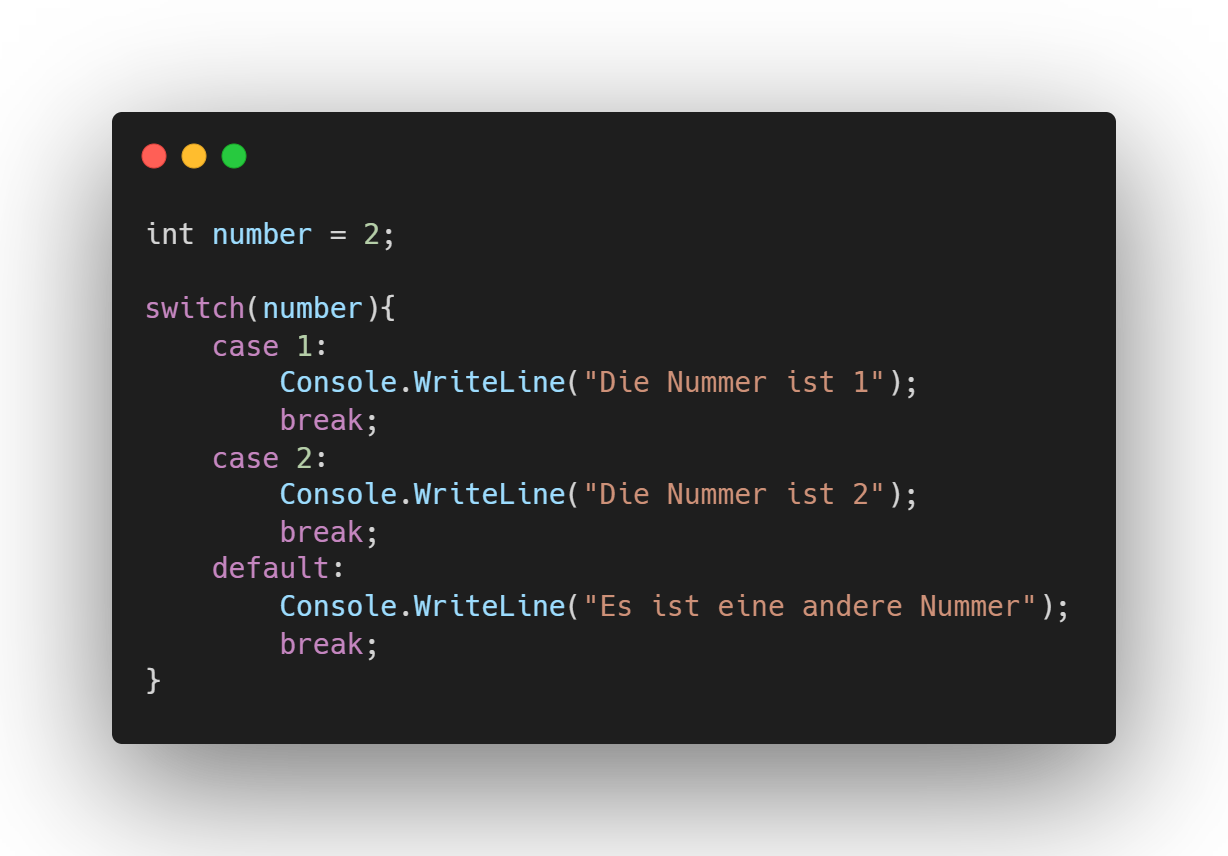 int number = 2;
switch(number){
    case 1:
        Console.WriteLine("Die Nummer ist 1");
        break;
    case 2:
        Console.WriteLine("Die Nummer ist 2");
        break;
    default:
        Console.WriteLine("Es ist eine andere Nummer");
        break;
}